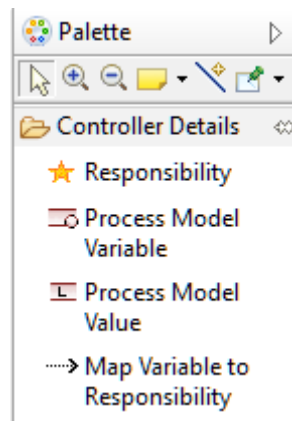 Palette
Controller Details
Responsibility
Process Model
Variable
L Process Model
Value
Map Variable to
Responsibility